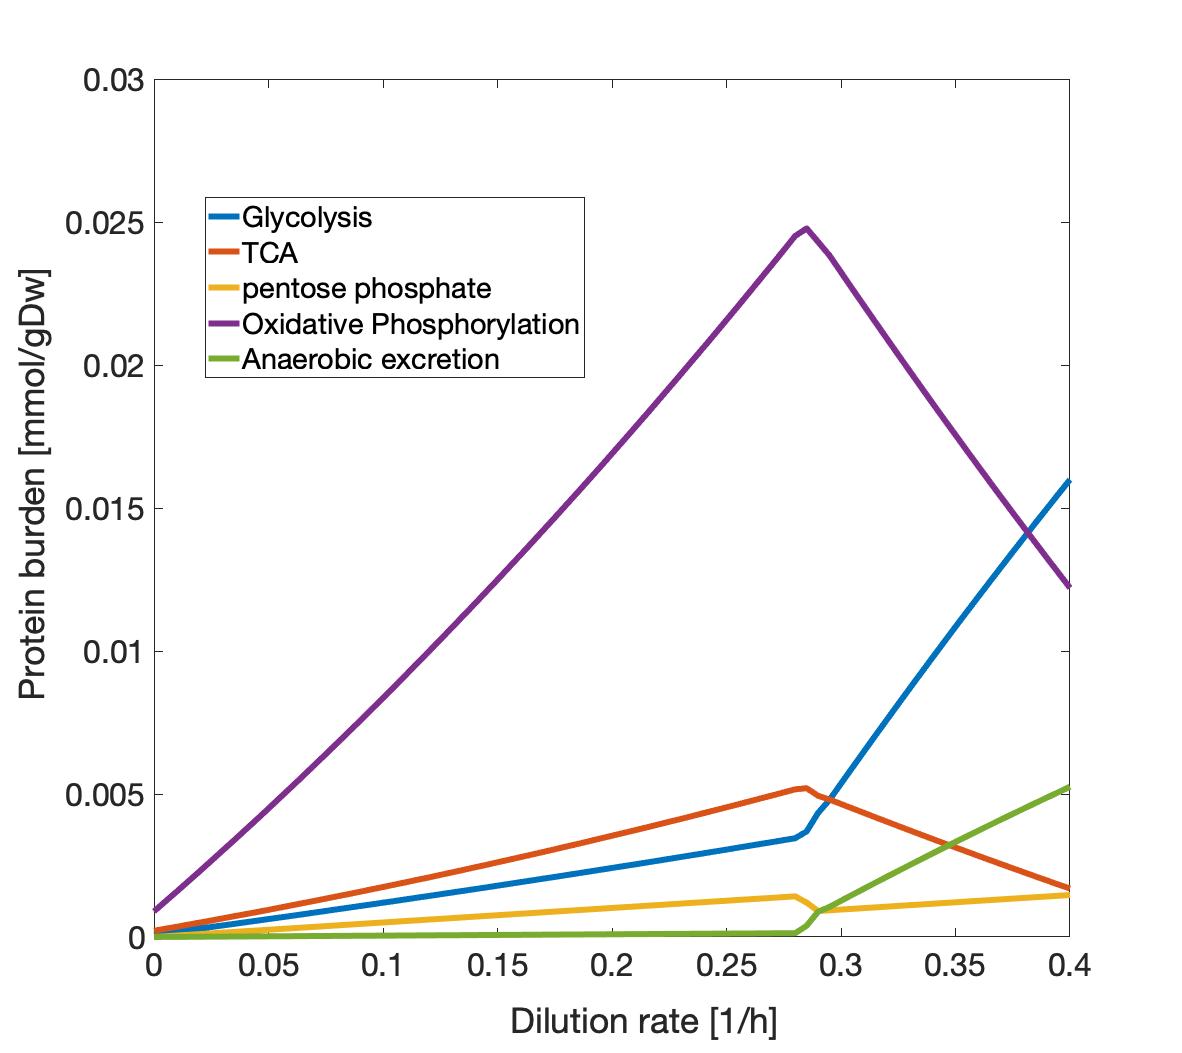 0.03
0.025
0.02
0.015
0.01
0.005
0
Protein burden [mmol/gDw]
Glycolysis
TCA
pentose phosphate
Oxidative Phosphorylation
Anaerobic excretion
0 0.05 0.1 0.15 0.2 0.25 0.3 0.35 0.4
Dilution rate [1/h]